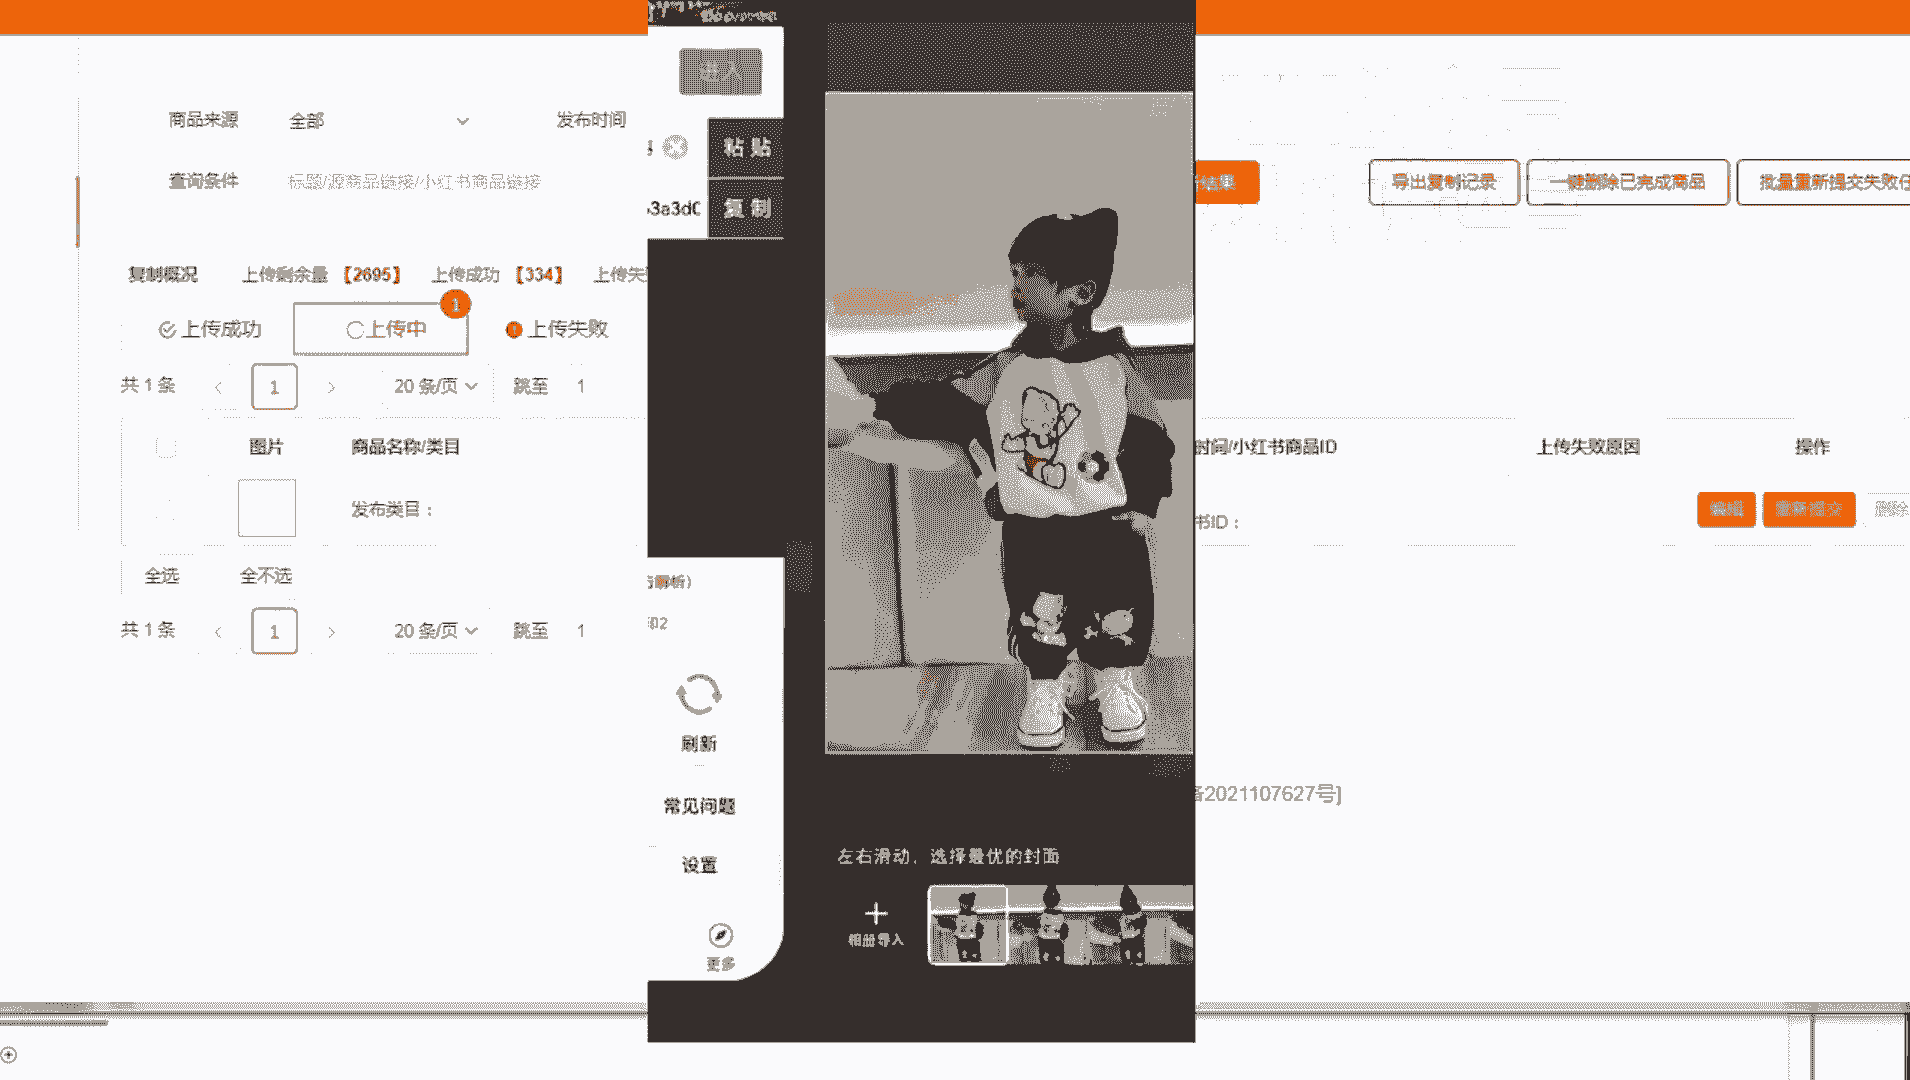 商品来源 全部 发布时间
查询条件 标题/源商品链接/小红书商品链接
复制概况 上传剩余量 【2695】 上传成功 【334】 上传失
上传成功 上传中 1 上传失败
共 1 条 1 20 条/页 跳至 1
图片 商品名称/类目
发布类目：
全选 全不选
共 1 条 1 20 条/页 跳至 1
进入
粘 贴
3a3d0 复 制
刷新
常见问题
设置
更多
左右滑动，选择最优的封面
相册导入
结果 导出复制记录 一键删除已完成商品 批量重新提交失败任
时间/小红书商品ID 上传失败原因 操作
书ID： 编辑 重新提交 删除
2021107627号]